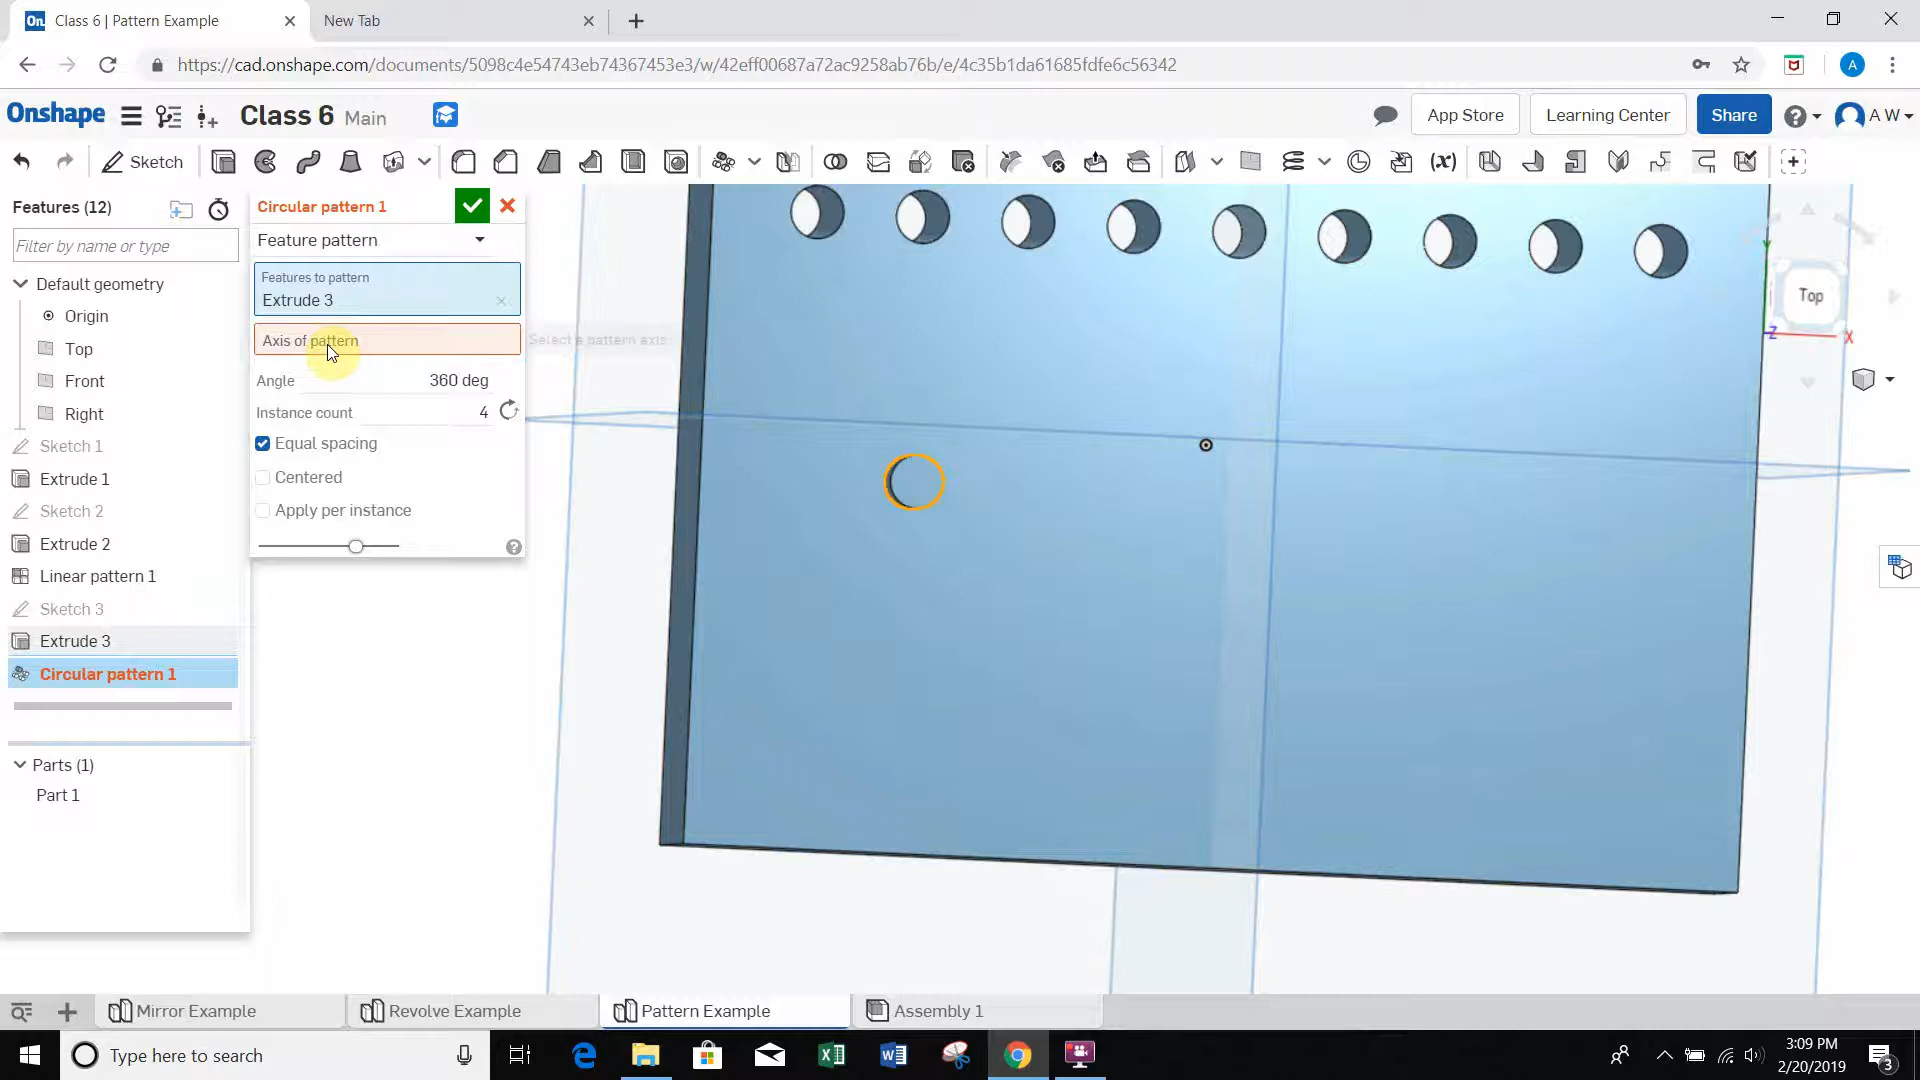 Class 6 | Pattern Example
New Tab
https://cad.onshape.com/documents/5098c4e54743eb74367453e3/w/42eff00687a72ac9258ab76b/e/4c35b1da61685fdfe6c56342
A
Onshape
Class 6 Main
App Store
Learning Center
Share
A W
Sketch
(x)
Features (12)
Filter by name or type
Default geometry
Origin
Top
Front
Right
Sketch 1
Extrude 1
Sketch 2
Extrude 2
Linear pattern 1
Sketch 3
Extrude 3
Circular pattern 1
Parts (1)
Part 1
Circular pattern 1
Feature pattern
Features to pattern
Extrude 3
Axis of pattern
Select a pattern axis
Angle 360 deg
Instance count 4
Equal spacing
Centered
Apply per instance
Top
Y
Z
X
Mirror Example
Revolve Example
Pattern Example
Assembly 1
Type here to search
3:09 PM
2/20/2019
3